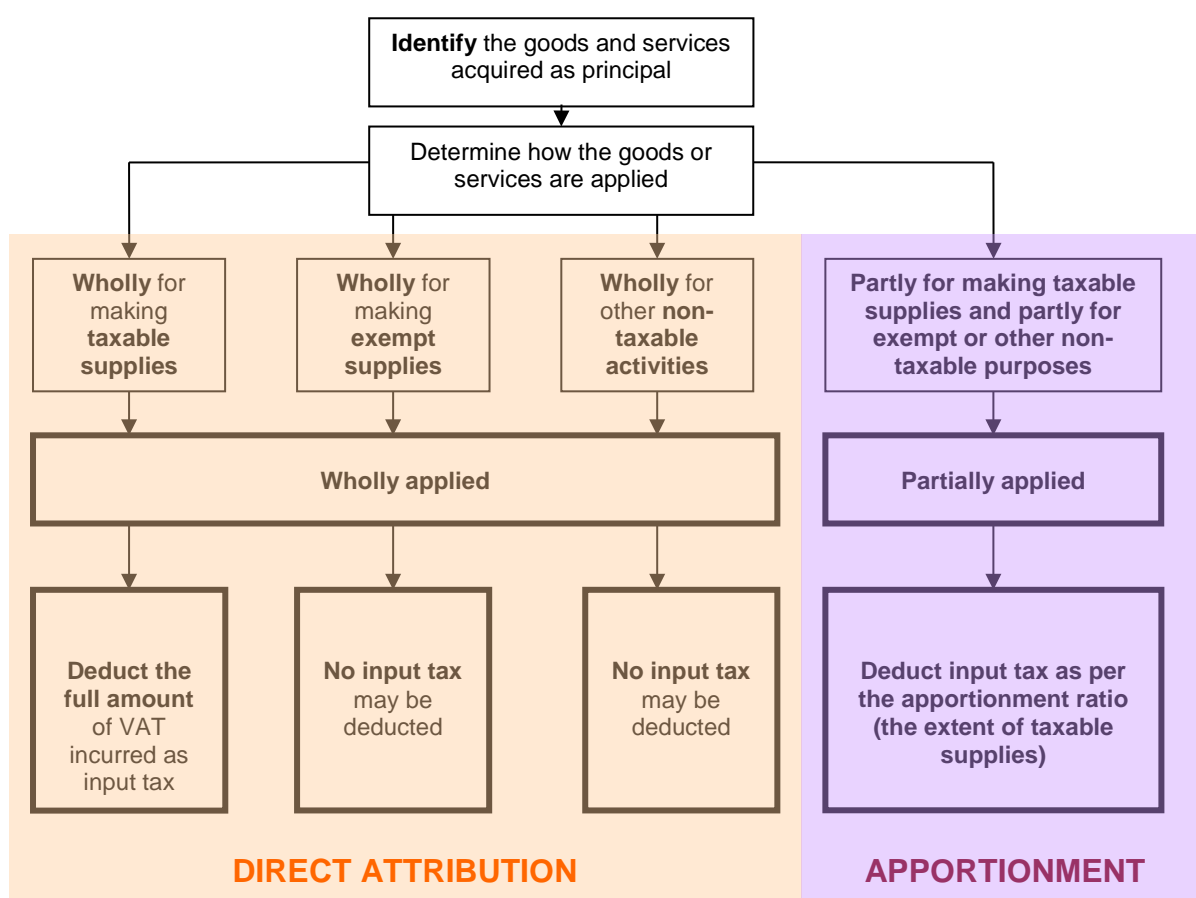 Identify the goods and services
acquired as principal
Determine how the goods or
services are applied
Wholly for
making
taxable
supplies
Wholly for
making
exempt
supplies
Wholly for
other non-
taxable
activities
Partly for making taxable
supplies and partly for
exempt or other non-
taxable purposes
Wholly applied
Partially applied
Deduct the
full amount
of VAT
incurred as
input tax
No input tax
may be
deducted
No input tax
may be
deducted
Deduct input tax as per
the apportionment ratio
(the extent of taxable
supplies)
DIRECT ATTRIBUTION
APPORTIONMENT